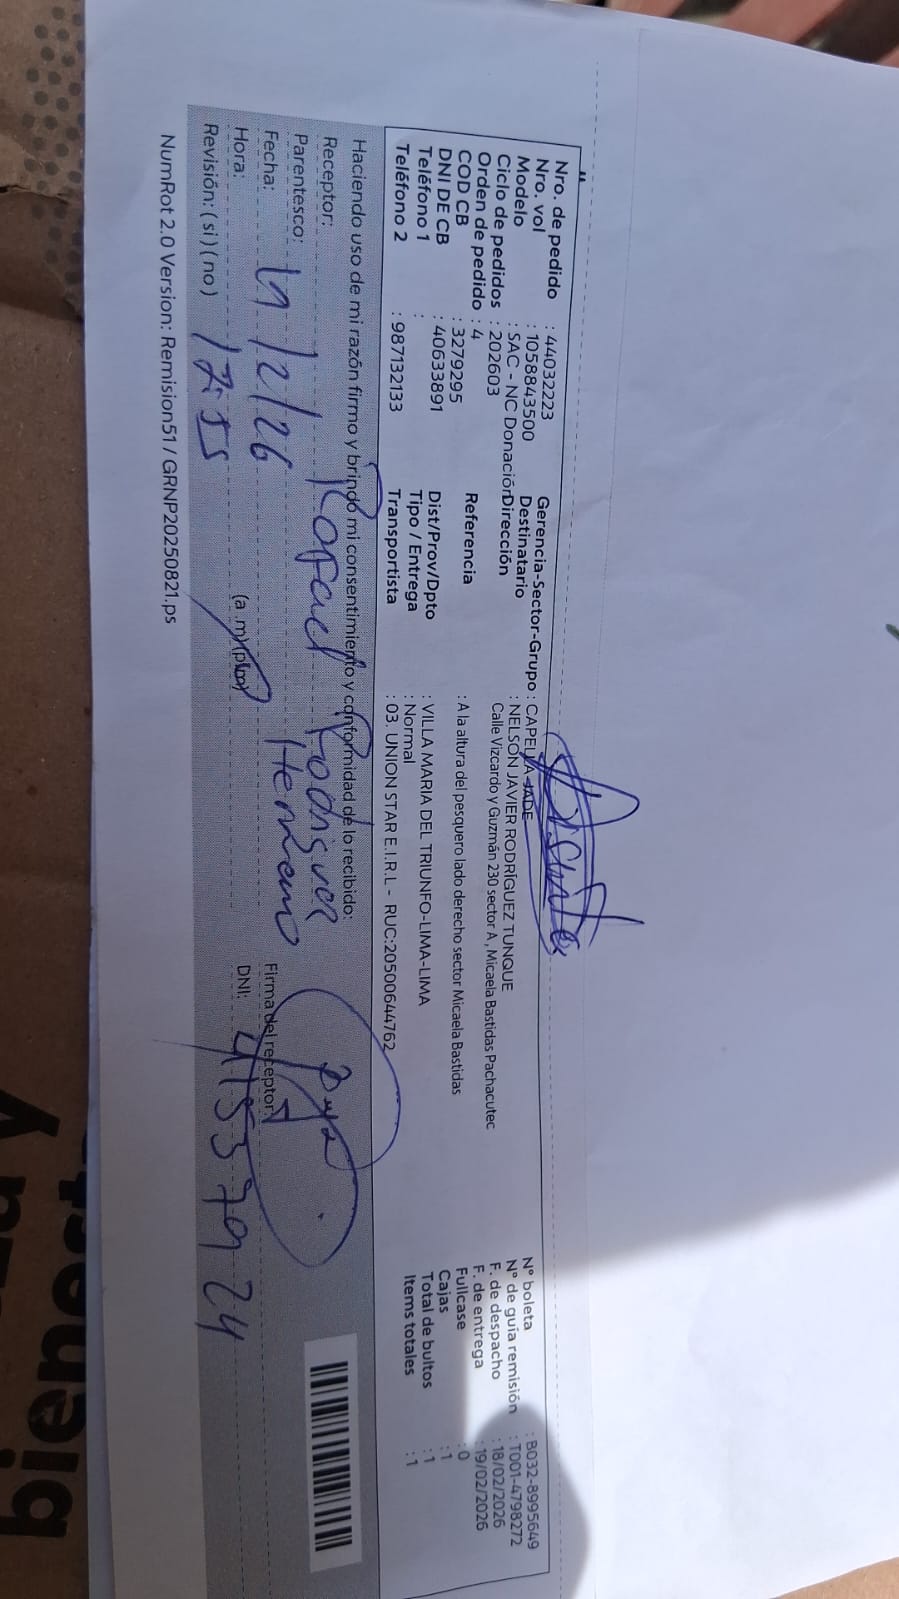 Nro. de pedido : 44032223
Nro. vol : 1058843500
Modelo : SAC - NC Donación
Ciclo de pedidos : 202603
Orden de pedido : 4
COD CB : 3279295
DNI DE CB : 40633891
Teléfono 1 :
Teléfono 2 : 987132133
Gerencia-Sector-Grupo : CAPELLA JADE
Destinatario : NELSON JAVIER RODRÍGUEZ TUNQUE
Dirección Calle Vizcardo y Guzmán 230 sector A , Micaela Bastidas Pachacutec
Referencia : A la altura del pesquero lado derecho sector Micaela Bastidas
Dist/Prov/Dpto : VILLA MARIA DEL TRIUNFO-LIMA-LIMA
Tipo / Entrega : Normal
Transportista : 03. UNION STAR E.I.R.L - RUC:20500644762
N° boleta : B032-8995649
N° de guia remisión : T001-4798272
F. de despacho : 18/02/2026
F. de entrega : 19/02/2026
Fullcase : 0
Cajas : 1
Total de bultos : 1
Items totales : 1
Haciendo uso de mi razón firmo y brindo mi consentimiento y conformidad de lo recibido:
Receptor: Rafael
Parentesco: Hermano
Fecha: 19/2/26
Firma del receptor:
Hora: (a.m)
DNI: 41537924
Revisión: (si) (no)
NumRot 2.0 Version: Remision51 / GRNP20250821.ps
y
bienest